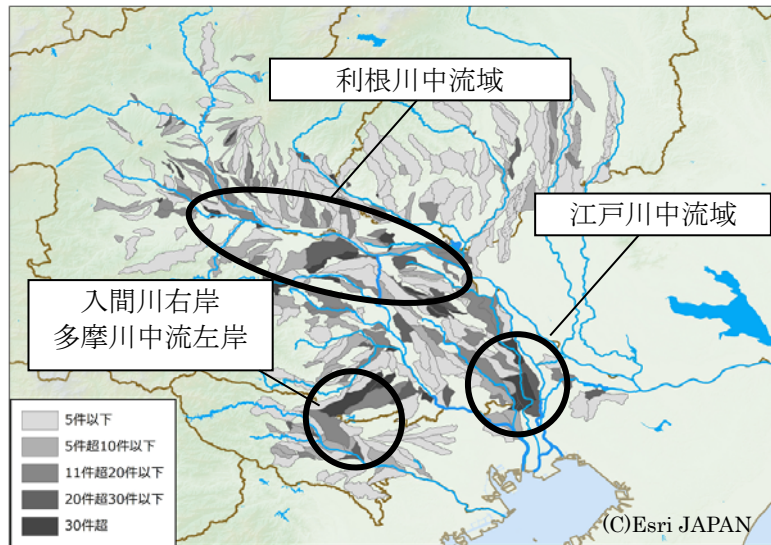 利根川中流域
江戸川中流域
入間川右岸
多摩川中流左岸
5件以下
5件超10件以下
11件超20件以下
20件超30件以下
30件超
(C)Esri JAPAN